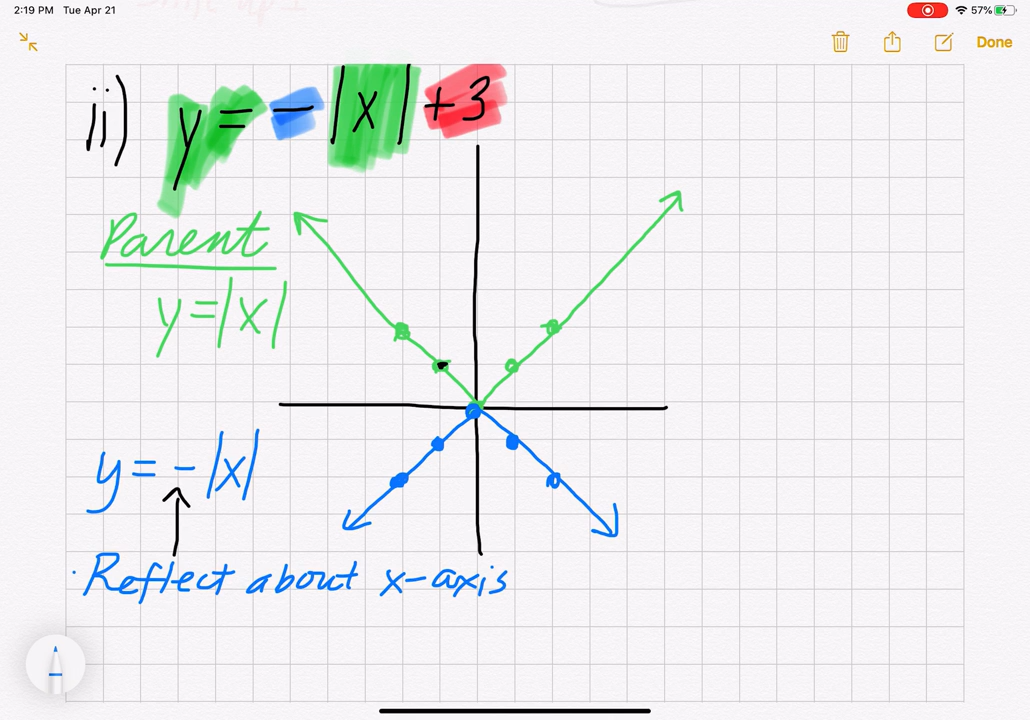 2:19 PM Tue Apr 21
57%
Done
ii) y = - |x| + 3
Parent
y = |x|
y = - |x|
· Reflect about x-axis